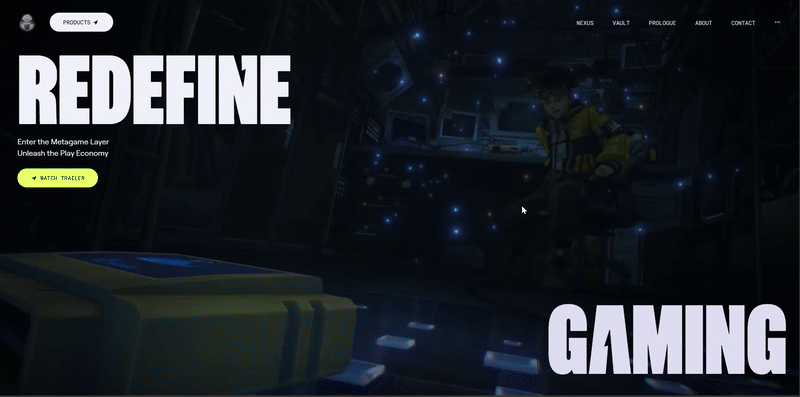 PRODUCTS
NEXUS
VAULT
PROLOGUE
ABOUT
CONTACT
REDEFINE
Enter the Metagame Layer
Unleash the Play Economy
WATCH TRAILER
GAMING